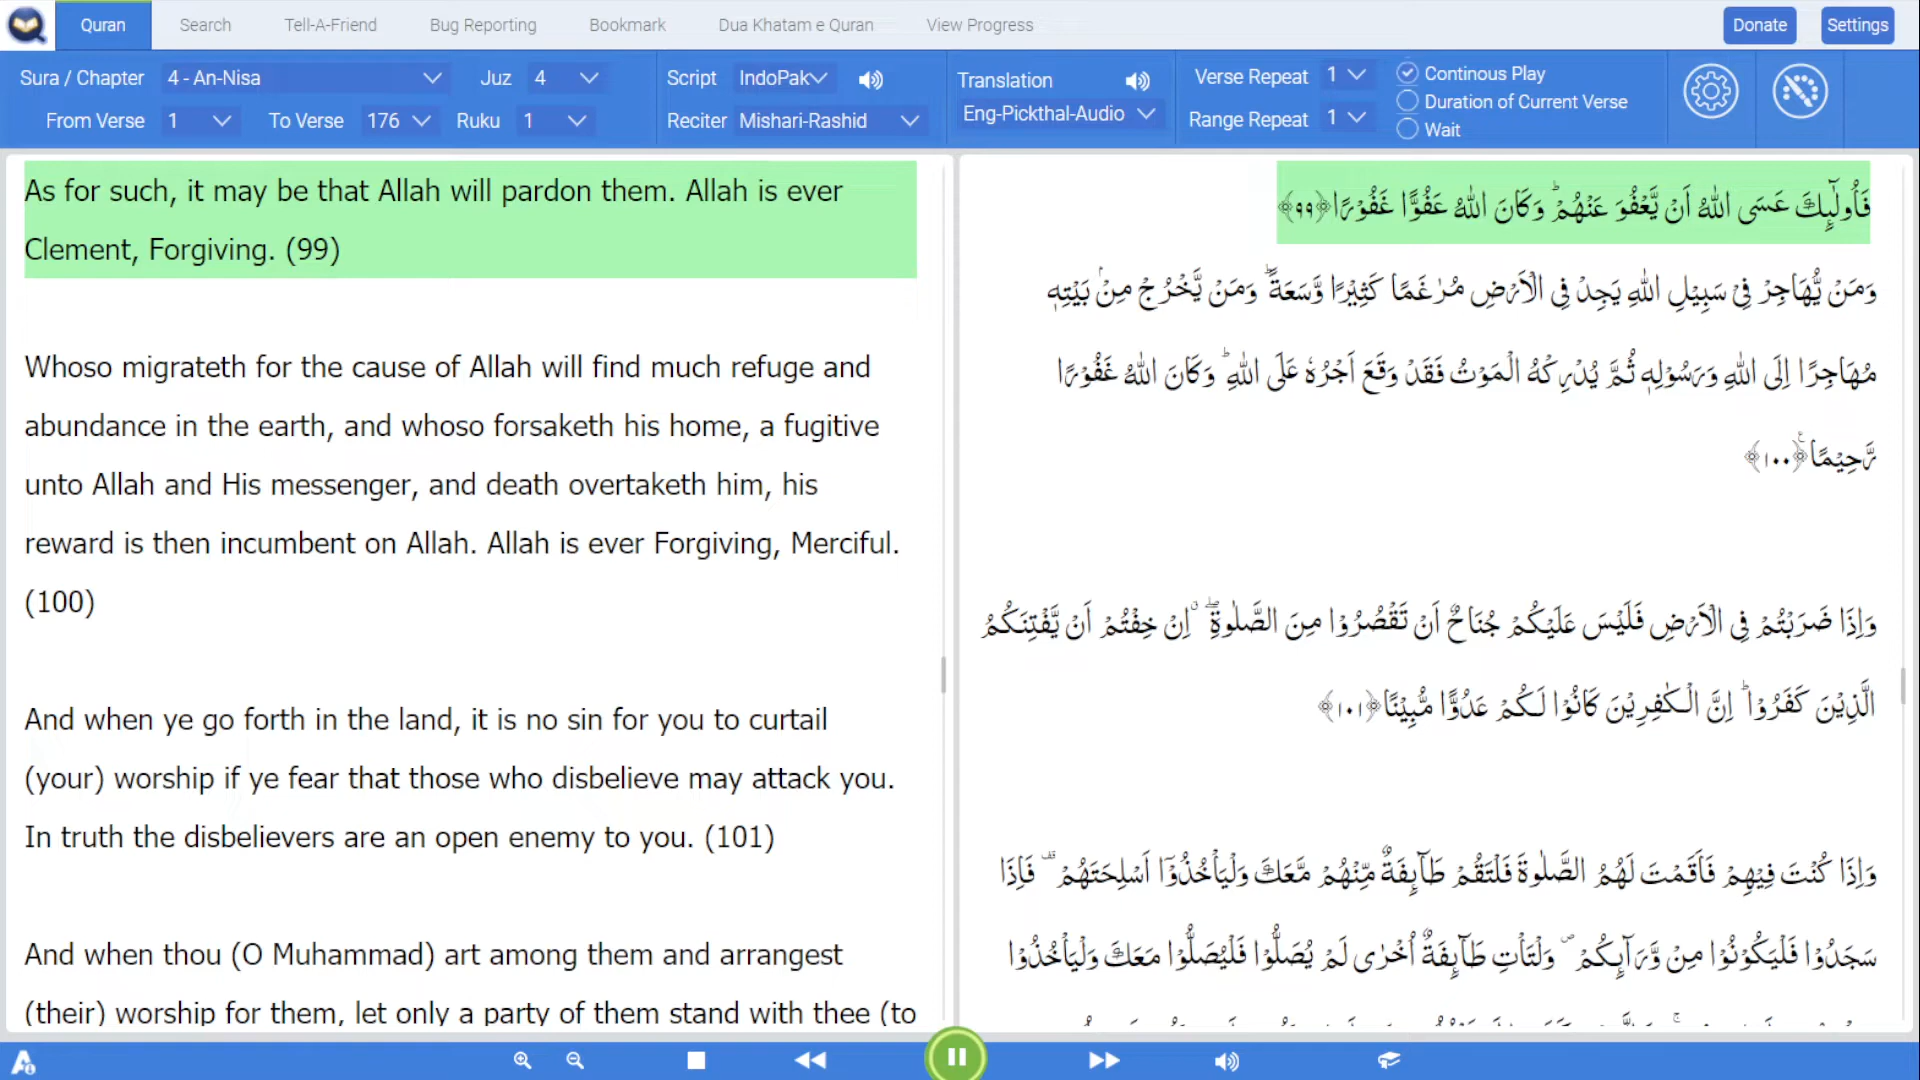 Quran Search Tell-A-Friend Bug Reporting Bookmark Dua Khatam e Quran View Progress Donate Settings
Sura / Chapter 4 - An-Nisa Juz 4 Script IndoPak Translation Verse Repeat 1 Continous Play
Duration of Current Verse
From Verse 1 To Verse 176 Ruku 1 Reciter Mishari-Rashid Eng-Pickthal-Audio Range Repeat 1 Wait
As for such, it may be that Allah will pardon them. Allah is ever
Clement, Forgiving. (99)
Whoso migrateth for the cause of Allah will find much refuge and
abundance in the earth, and whoso forsaketh his home, a fugitive
unto Allah and His messenger, and death overtaketh him, his
reward is then incumbent on Allah. Allah is ever Forgiving, Merciful.
(100)
And when ye go forth in the land, it is no sin for you to curtail
(your) worship if ye fear that those who disbelieve may attack you.
In truth the disbelievers are an open enemy to you. (101)
And when thou (O Muhammad) art among them and arrangest
(their) worship for them, let only a party of them stand with thee (to
فَاُولٰٓئِكَ عَسَى اللّٰهُ اَنْ يَّعْفُوَ عَنْهُمْ ؕ وَكَانَ اللّٰهُ عَفُوًّا غَفُوْرًا ﴿۹۹﴾
وَمَنْ يُّهَاجِرْ فِىْ سَبِيْلِ اللّٰهِ يَجِدْ فِى الْاَرْضِ مُرٰغَمًا كَثِيْرًا وَّسَعَةً ؕ وَمَنْ يَّخْرُجْ مِنْۢ بَيْتِهٖ
مُهَاجِرًا اِلَى اللّٰهِ وَرَسُوْلِهٖ ثُمَّ يُدْرِكْهُ الْمَوْتُ فَقَدْ وَقَعَ اَجْرُهٗ عَلَى اللّٰهِ ؕ وَكَانَ اللّٰهُ غَفُوْرًا
رَّحِيْمًا ﴿۱۰۰﴾
وَاِذَا ضَرَبْتُمْ فِى الْاَرْضِ فَلَيْسَ عَلَيْكُمْ جُنَاحٌ اَنْ تَقْصُرُوْا مِنَ الصَّلٰوةِ ۖ اِنْ خِفْتُمْ اَنْ يَّفْتِنَكُمُ
الَّذِيْنَ كَفَرُوْا ؕ اِنَّ الْكٰفِرِيْنَ كَانُوْا لَـكُمْ عَدُوًّا مُّبِيْنًا ﴿۱۰۱﴾
وَاِذَا كُنْتَ فِيْهِمْ فَاَقَمْتَ لَهُمُ الصَّلٰوةَ فَلْتَقُمْ طَآٮِٕفَةٌ مِّنْهُمْ مَّعَكَ وَلْيَاْخُذُوْۤا اَسْلِحَتَهُمْ ۗ فَاِذَا
سَجَدُوْا فَلْيَكُوْنُوْا مِنْ وَّرَآٮِٕكُمْ ۖ وَلْتَاْتِ طَآٮِٕفَةٌ اُخْرٰى لَمْ يُصَلُّوْا فَلْيُصَلُّوْا مَعَكَ وَلْيَاْخُذُوْا